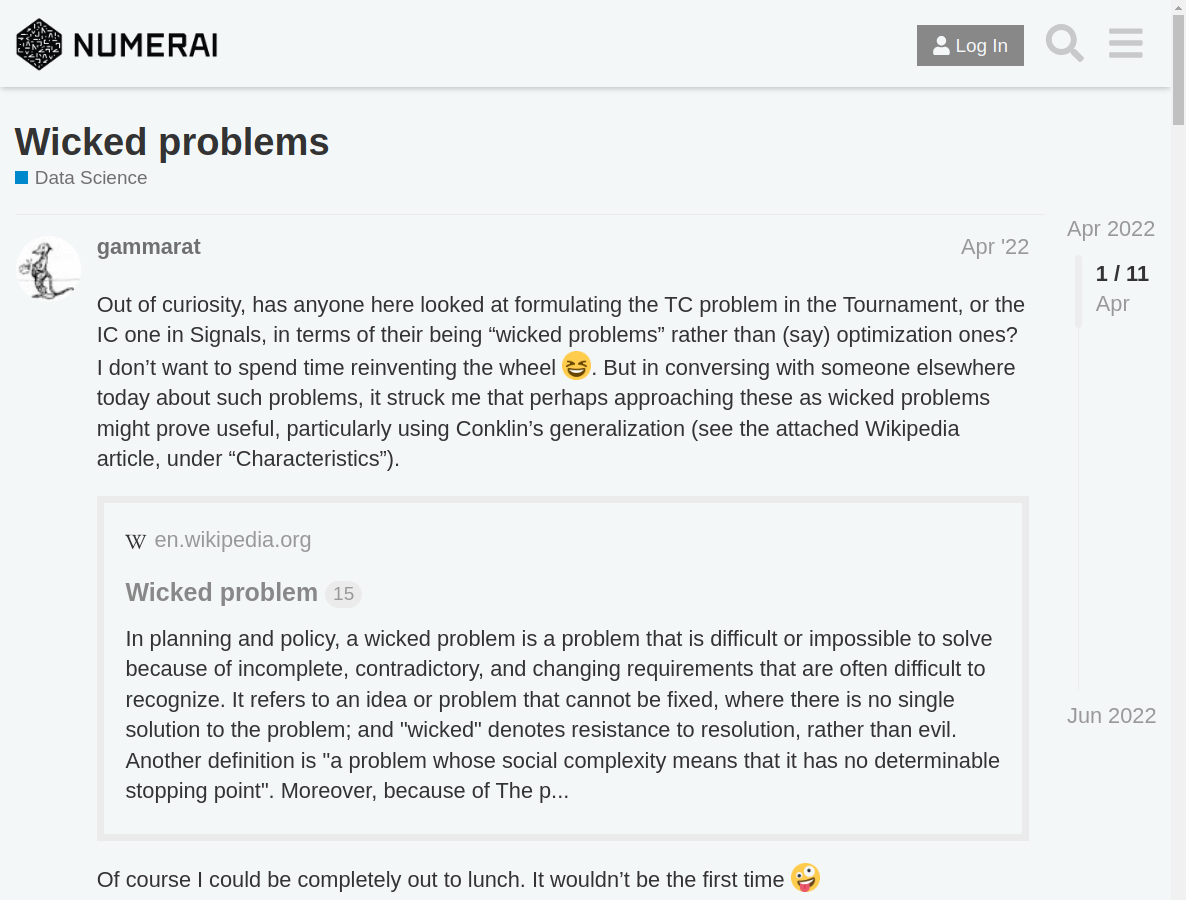 NUMERAI
Log In
Wicked problems
Data Science
gammarat
Apr '22
Apr 2022
1 / 11
Apr
Out of curiosity, has anyone here looked at formulating the TC problem in the Tournament, or the
IC one in Signals, in terms of their being “wicked problems” rather than (say) optimization ones?
I don’t want to spend time reinventing the wheel 😆. But in conversing with someone elsewhere
today about such problems, it struck me that perhaps approaching these as wicked problems
might prove useful, particularly using Conklin’s generalization (see the attached Wikipedia
article, under “Characteristics”).
W en.wikipedia.org
Wicked problem 15
In planning and policy, a wicked problem is a problem that is difficult or impossible to solve
because of incomplete, contradictory, and changing requirements that are often difficult to
recognize. It refers to an idea or problem that cannot be fixed, where there is no single
solution to the problem; and "wicked" denotes resistance to resolution, rather than evil.
Another definition is "a problem whose social complexity means that it has no determinable
stopping point". Moreover, because of The p...
Jun 2022
Of course I could be completely out to lunch. It wouldn’t be the first time 🤪